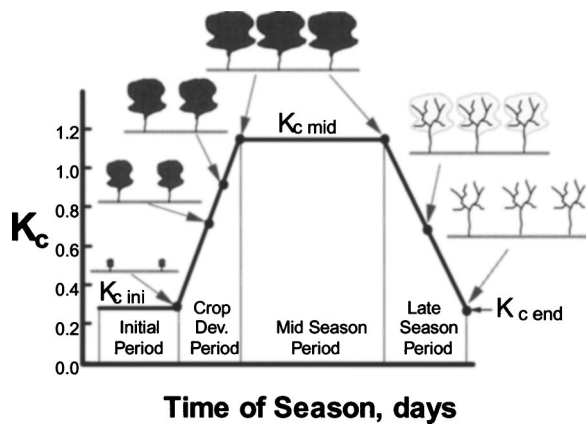 1.2
1.0
0.8
0.6
0.4
0.2
0.0
Kc
Kc mid
Kc ini
Kc end
Initial
Period
Crop
Dev.
Period
Mid Season
Period
Late
Season
Period
Time of Season, days